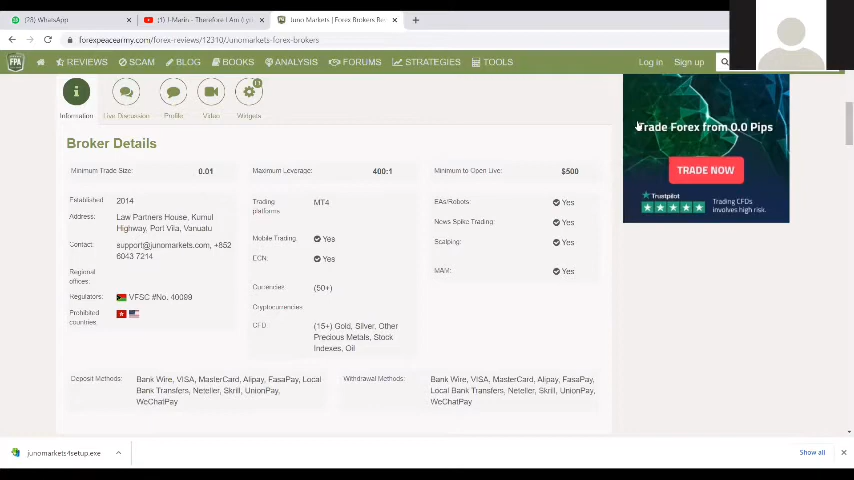 (28) WhatsApp
Juno Markets | Forex Brokers Re
forexpeacearmy.com/forex-reviews/12310/Junomarkets-forex-brokers
FPA
REVIEWS
SCAM
BLOG
BOOKS
ANALYSIS
FORUMS
STRATEGIES
TOOLS
Log in
Sign up
Information
Live Discussion
Profile
Video
Widgets
Broker Details
Minimum Trade Size: 0.01
Maximum Leverage: 400:1
Minimum to Open Live: $500
Established 2014
Address: Law Partners House, Kumul
Highway, Port Vila, Vanuatu
Contact: support@junomarkets.com, +852
6043 7214
Regional
offices:
Regulators: VFSC #No. 40099
Prohibited
countries:
Trading MT4
platforms
Mobile Trading: Yes
ECN: Yes
Currencies (50+)
Cryptocurrencies
CFD (15+) Gold, Silver, Other
Precious Metals, Stock
Indexes, Oil
EAs/Robots: Yes
News Spike Trading: Yes
Scalping: Yes
MAM: Yes
Deposit Methods: Bank Wire, VISA, MasterCard, Alipay, FasaPay, Local
Bank Transfers, Neteller, Skrill, UnionPay,
WeChatPay
Withdrawal Methods: Bank Wire, VISA, MasterCard, Alipay, FasaPay,
Local Bank Transfers, Neteller, Skrill, UnionPay,
WeChatPay
Trade Forex from 0.0 Pips
TRADE NOW
Trustpilot
Trading CFDs
involves high risk.
junomarkets4setup.exe
Show all